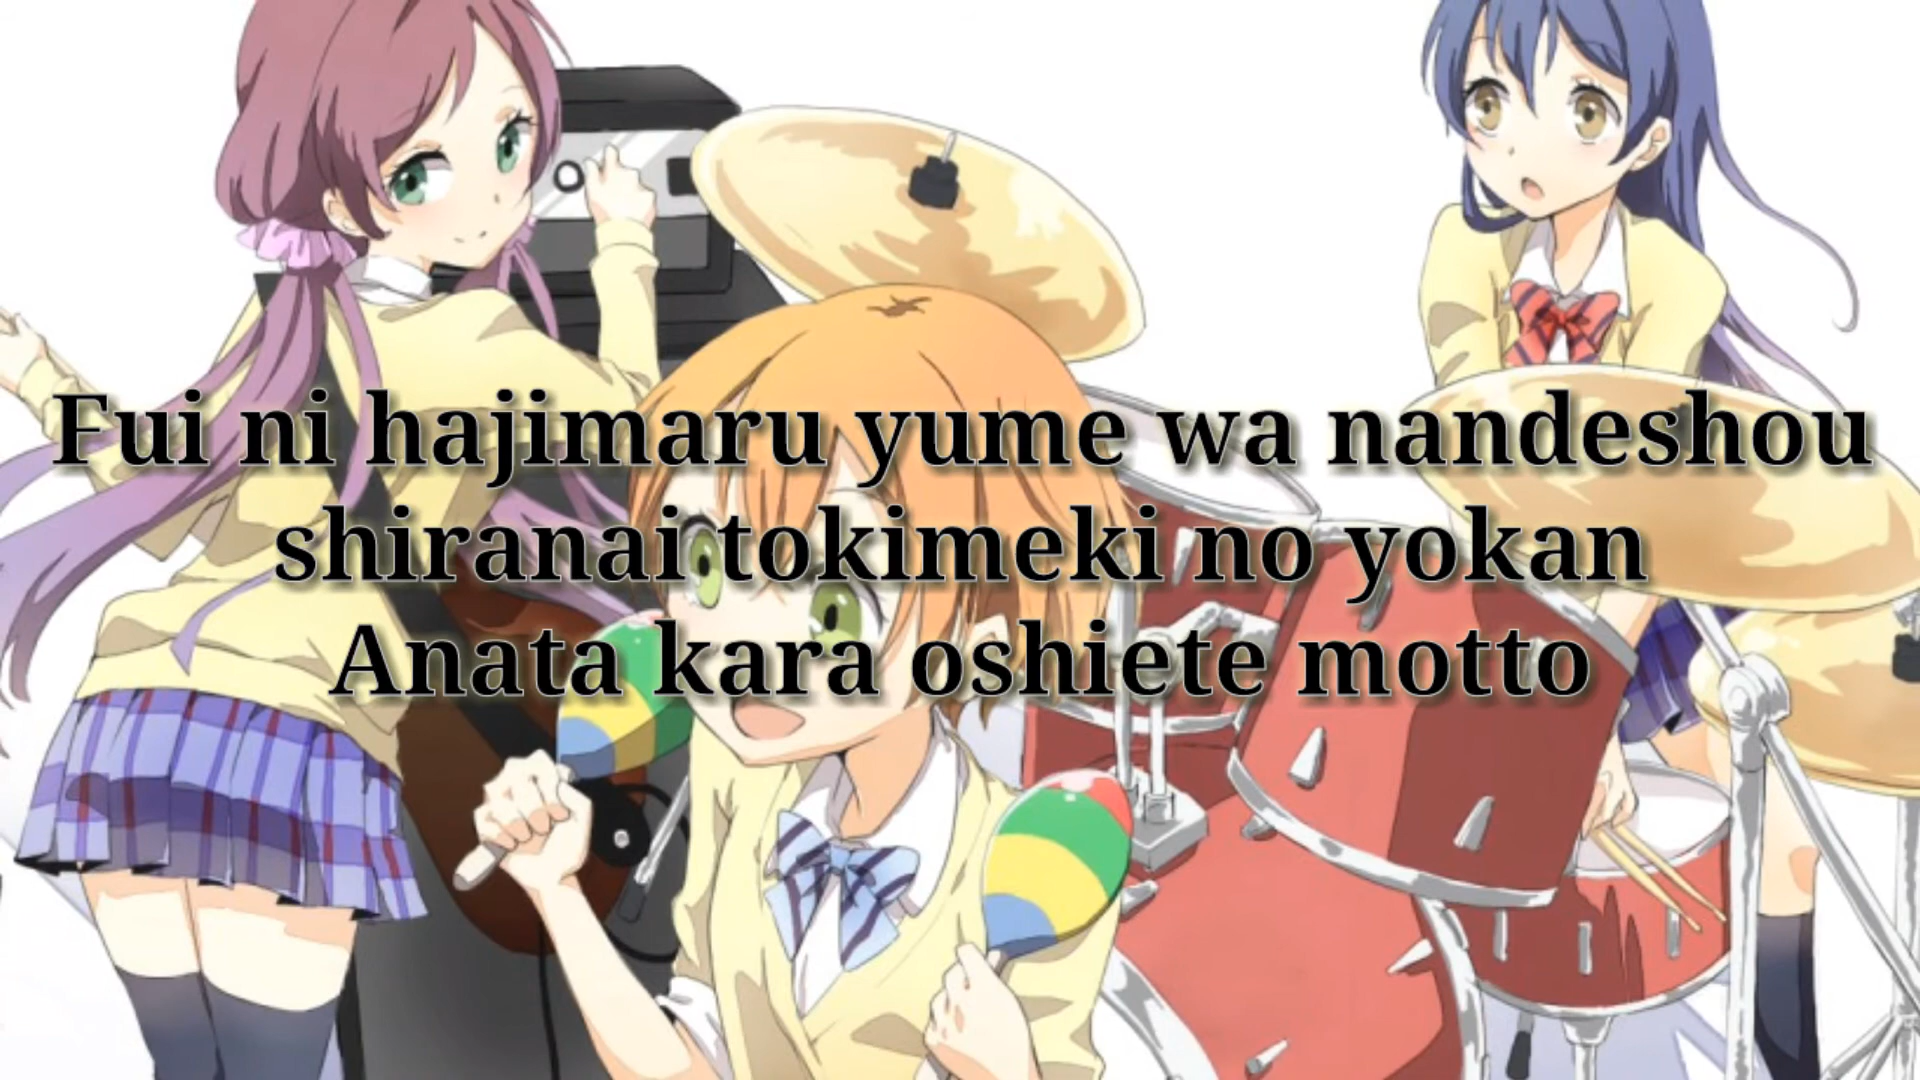 Fui ni hajimaru yume wa nandeshou
shiranai tokimeki no yokan
Anata kara oshiete motto